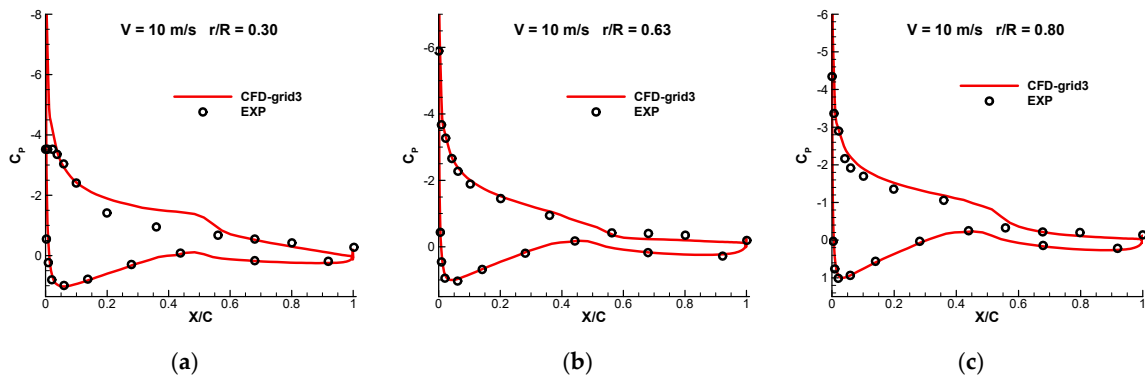 V = 10 m/s r/R = 0.30
CFD-grid3
EXP
-8
-6
-4
-2
0
C_P
0 0.2 0.4 0.6 0.8 1
X/C
(a)
V = 10 m/s r/R = 0.63
CFD-grid3
EXP
-6
-4
-2
0
C_P
0 0.2 0.4 0.6 0.8 1
X/C
(b)
V = 10 m/s r/R = 0.80
CFD-grid3
EXP
-6
-5
-4
-3
-2
-1
0
1
C_P
0 0.2 0.4 0.6 0.8 1
X/C
(c)